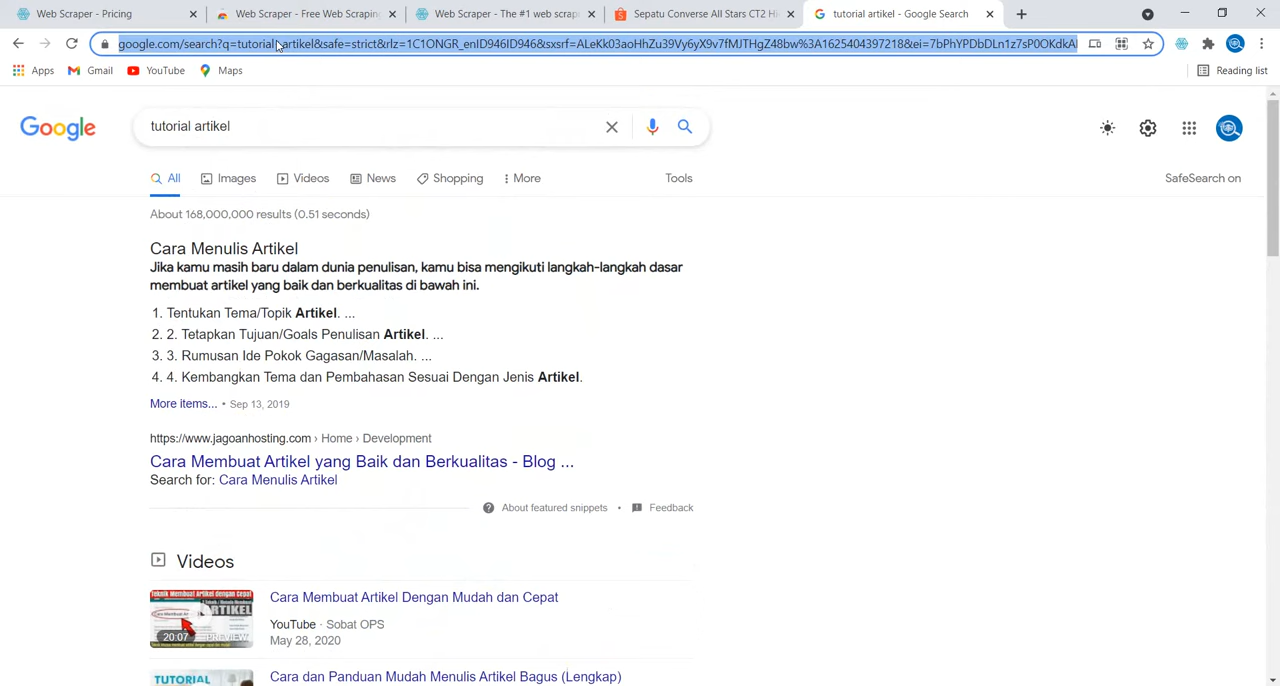 Web Scraper - Pricing
Web Scraper - Free Web Scraping
Web Scraper - The #1 web scrap
Sepatu Converse All Stars CT2 Hi
tutorial artikel - Google Search
google.com/search?q=tutorial+artikel&safe=strict&rlz=1C1ONGR_enID946ID946&sxsrf=ALeKk03aoHhZu39Vy6yX9v7fMJTHgZ48bw%3A1625404397218&ei=7bPhYPDbDLn1z7sP0OKdkA
Apps
Gmail
YouTube
Maps
Reading list
Google
tutorial artikel
All
Images
Videos
News
Shopping
More
Tools
SafeSearch on
About 168,000,000 results (0.51 seconds)
Cara Menulis Artikel
Jika kamu masih baru dalam dunia penulisan, kamu bisa mengikuti langkah-langkah dasar
membuat artikel yang baik dan berkualitas di bawah ini.
1. Tentukan Tema/Topik Artikel. ...
2. 2. Tetapkan Tujuan/Goals Penulisan Artikel. ...
3. 3. Rumusan Ide Pokok Gagasan/Masalah. ...
4. 4. Kembangkan Tema dan Pembahasan Sesuai Dengan Jenis Artikel.
More items... • Sep 13, 2019
https://www.jagoanhosting.com › Home › Development
Cara Membuat Artikel yang Baik dan Berkualitas - Blog ...
Search for: Cara Menulis Artikel
About featured snippets • Feedback
Videos
Teknik Membuat Artikel dengan Cepat
ARTIKEL
20:07
PREVIEW
Cara Membuat Artikel Dengan Mudah dan Cepat
YouTube · Sobat OPS
May 28, 2020
TUTORIAL
Cara dan Panduan Mudah Menulis Artikel Bagus (Lengkap)